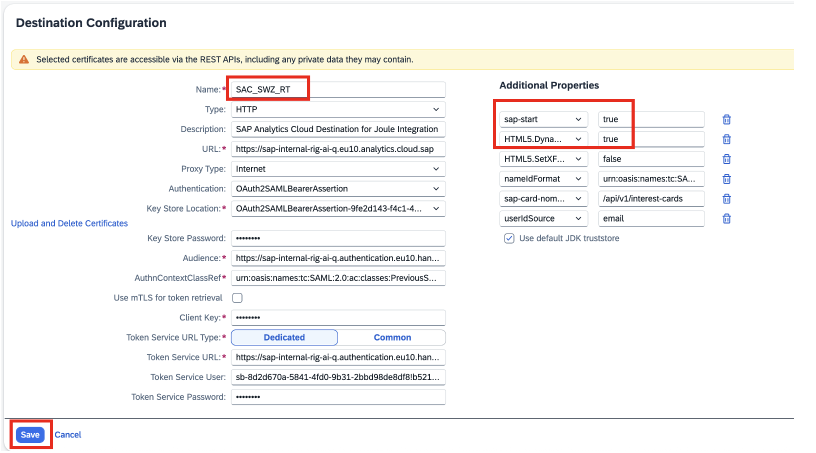 Destination Configuration
Selected certificates are accessible via the REST APIs, including any private data they may contain.
Name:* SAC_SWZ_RT
Type: HTTP
Description: SAP Analytics Cloud Destination for Joule Integration
URL:* https://sap-internal-rig-ai-q.eu10.analytics.cloud.sap
Proxy Type: Internet
Authentication: OAuth2SAMLBearerAssertion
Key Store Location:* OAuth2SAMLBearerAssertion-9fe2d143-f4c1-4...
Upload and Delete Certificates
Key Store Password: ••••••••
Audience:* https://sap-internal-rig-ai-q.authentication.eu10.han...
AuthnContextClassRef:* urn:oasis:names:tc:SAML:2.0:ac:classes:PreviousS...
Use mTLS for token retrieval
Client Key:* ••••••••
Token Service URL Type:* Dedicated Common
Token Service URL:* https://sap-internal-rig-ai-q.authentication.eu10.han...
Token Service User: sb-8d2d670a-5841-4fd0-9b31-2bbd98de8df8!b521...
Token Service Password: ••••••••
Additional Properties
sap-start true
HTML5.Dyna... true
HTML5.SetXF... false
nameIdFormat urn:oasis:names:tc:SA...
sap-card-nom... /api/v1/interest-cards
userIdSource email
Use default JDK truststore
Save Cancel